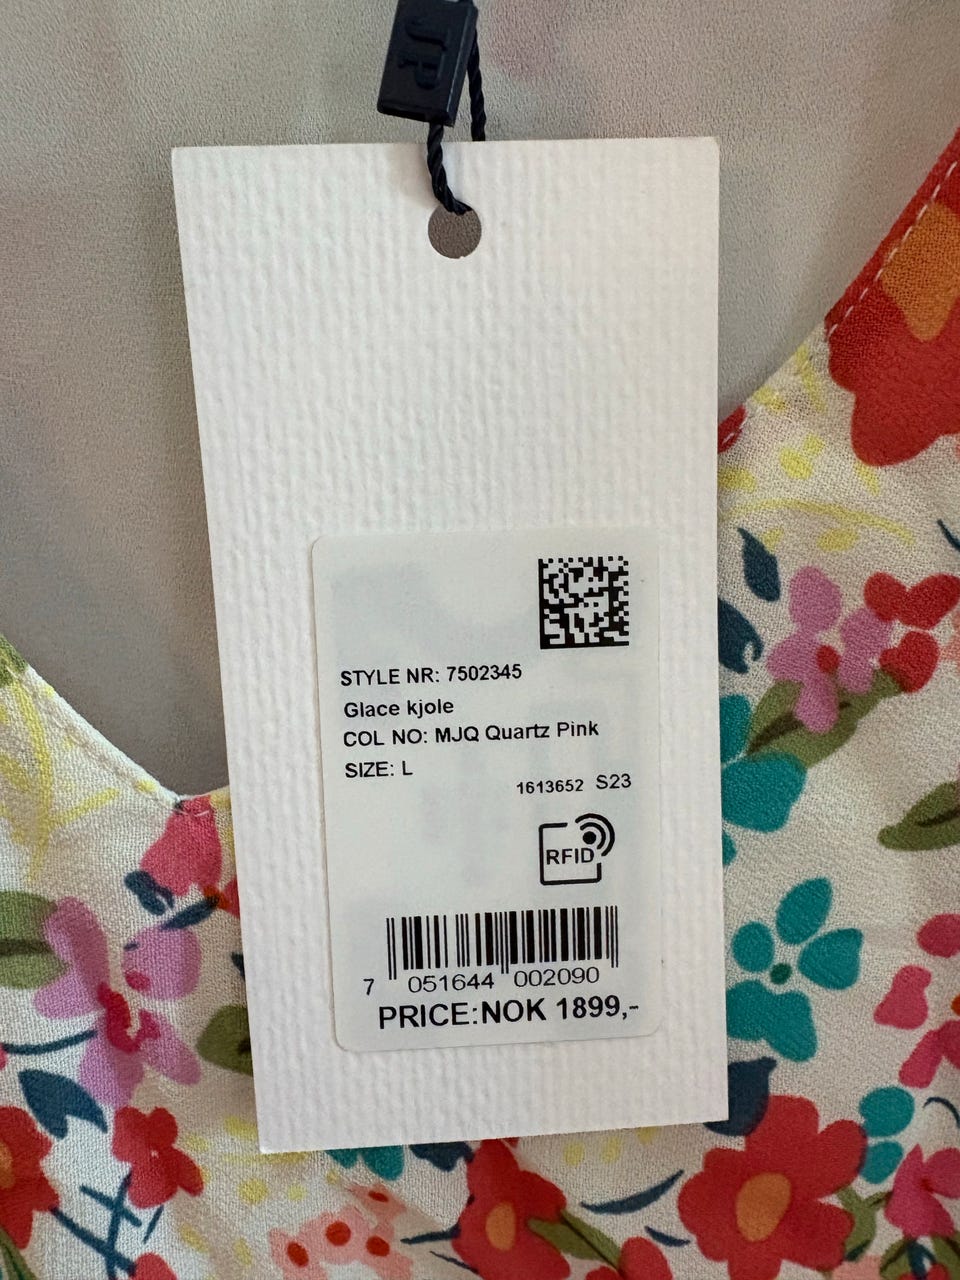 STYLE NR: 7502345
Glace kjole
COL NO: MJQ Quartz Pink
SIZE: L
1613652 S23
RFID
7 051644 002090
PRICE:NOK 1899,-